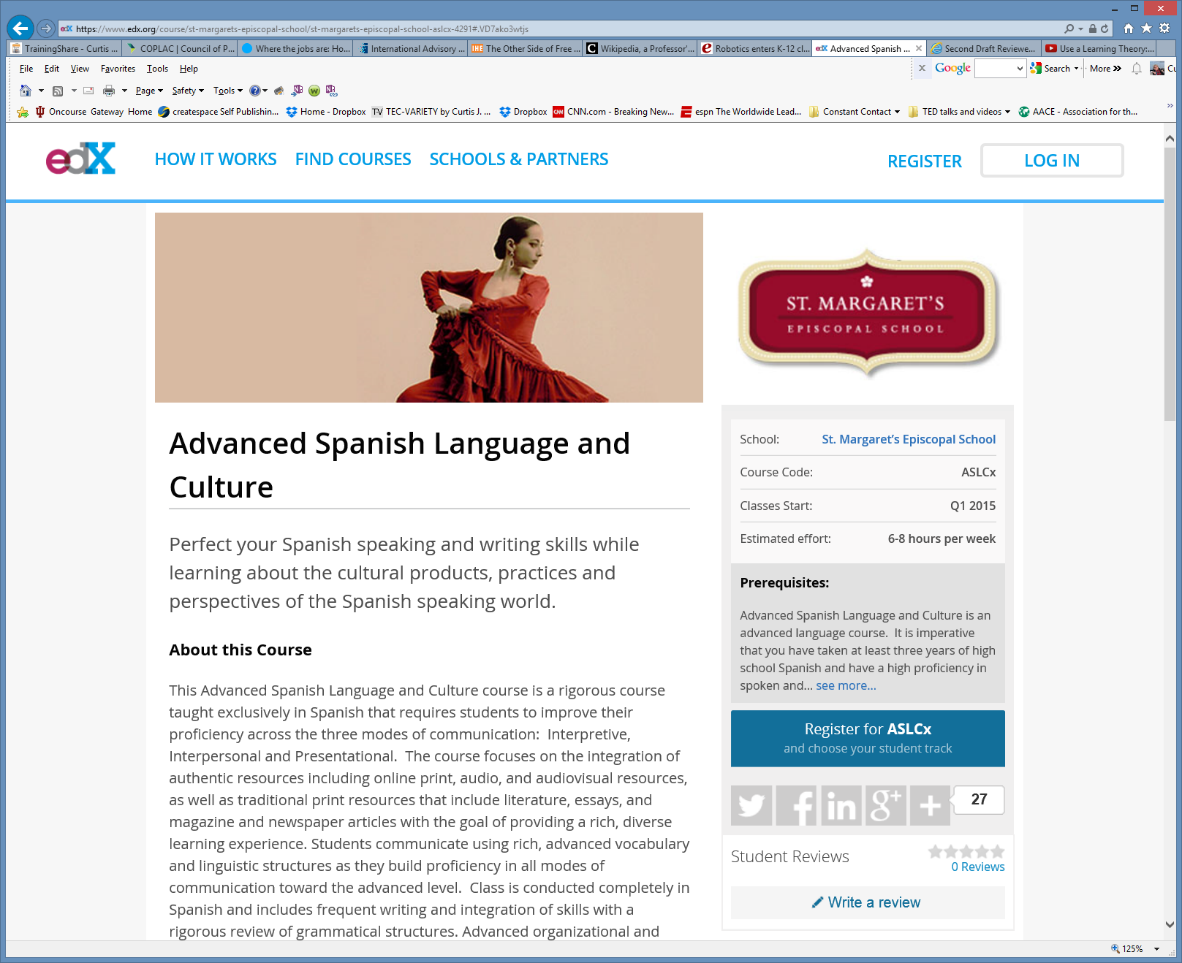 https://www.edx.org/course/st-margarets-episcopal-school/st-margarets-episcopal-school-aslcx-4291#.VD7ako3wtjs
TrainingShare - Curtis ...
COPLAC | Council of P...
Where the jobs are: Ho...
International Advisory ...
The Other Side of Free ...
Wikipedia, a Professor'...
Robotics enters K-12 cl...
edX Advanced Spanish ...
Second Draft Reviewe...
Use a Learning Theory:...
File Edit View Favorites Tools Help
x Google Search More »
Page Safety Tools
Oncourse Gateway Home createspace Self Publishin... Home - Dropbox TV TEC-VARIETY by Curtis J. ... Dropbox CNN CNN.com - Breaking New... espn The Worldwide Lead... Constant Contact TED talks and videos AACE - Association for th...
edX
HOW IT WORKS FIND COURSES SCHOOLS & PARTNERS
REGISTER LOG IN
ST. MARGARET'S
EPISCOPAL SCHOOL
Advanced Spanish Language and
Culture
Perfect your Spanish speaking and writing skills while
learning about the cultural products, practices and
perspectives of the Spanish speaking world.
About this Course
This Advanced Spanish Language and Culture course is a rigorous course
taught exclusively in Spanish that requires students to improve their
proficiency across the three modes of communication:  Interpretive,
Interpersonal and Presentational.  The course focuses on the integration of
authentic resources including online print, audio, and audiovisual resources,
as well as traditional print resources that include literature, essays, and
magazine and newspaper articles with the goal of providing a rich, diverse
learning experience. Students communicate using rich, advanced vocabulary
and linguistic structures as they build proficiency in all modes of
communication toward the advanced level.  Class is conducted completely in
Spanish and includes frequent writing and integration of skills with a
rigorous review of grammatical structures. Advanced organizational and
School: St. Margaret's Episcopal School
Course Code: ASLCx
Classes Start: Q1 2015
Estimated effort: 6-8 hours per week
Prerequisites:
Advanced Spanish Language and Culture is an
advanced language course.  It is imperative
that you have taken at least three years of high
school Spanish and have a high proficiency in
spoken and... see more...
Register for ASLCx
and choose your student track
27
Student Reviews
0 Reviews
Write a review
125%